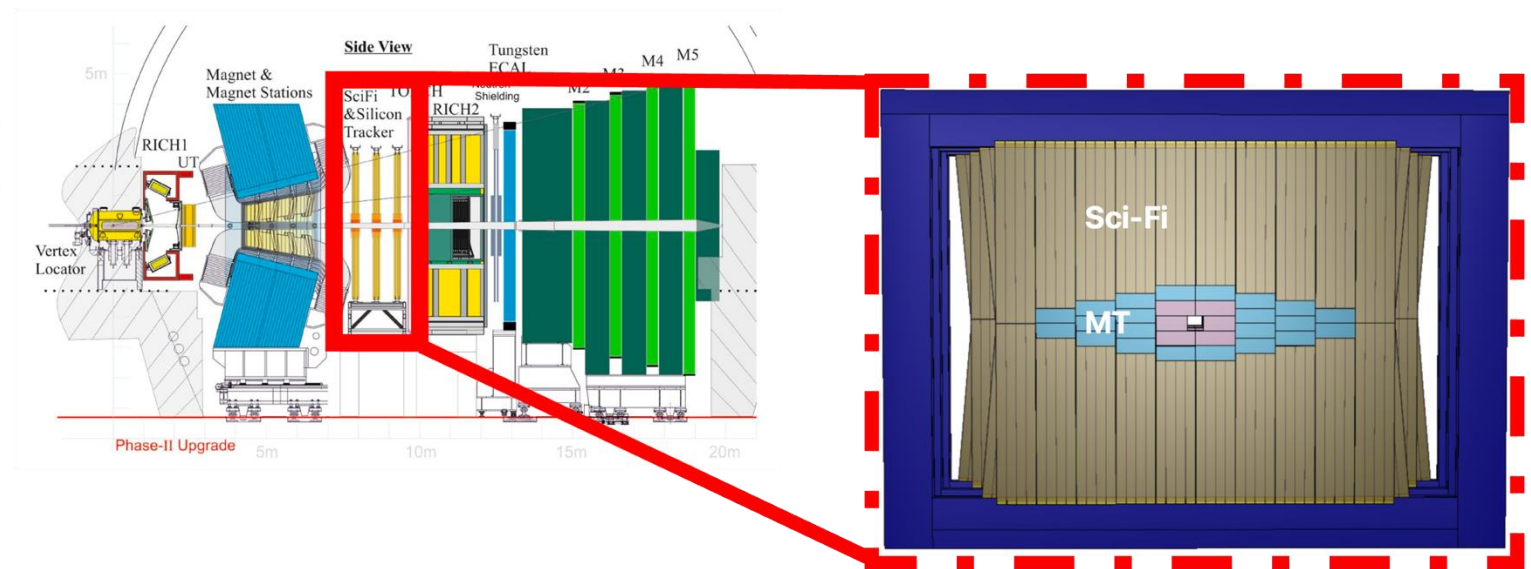 Side View
5m
Magnet &
Magnet Stations
RICH1
UT
Vertex
Locator
SciFi
&Silicon
Tracker
RICH2
Tungsten
ECAL
Shielding
M2
M3
M4
M5
Phase-II Upgrade
5m
10m
15m
20m
Sci-Fi
MT